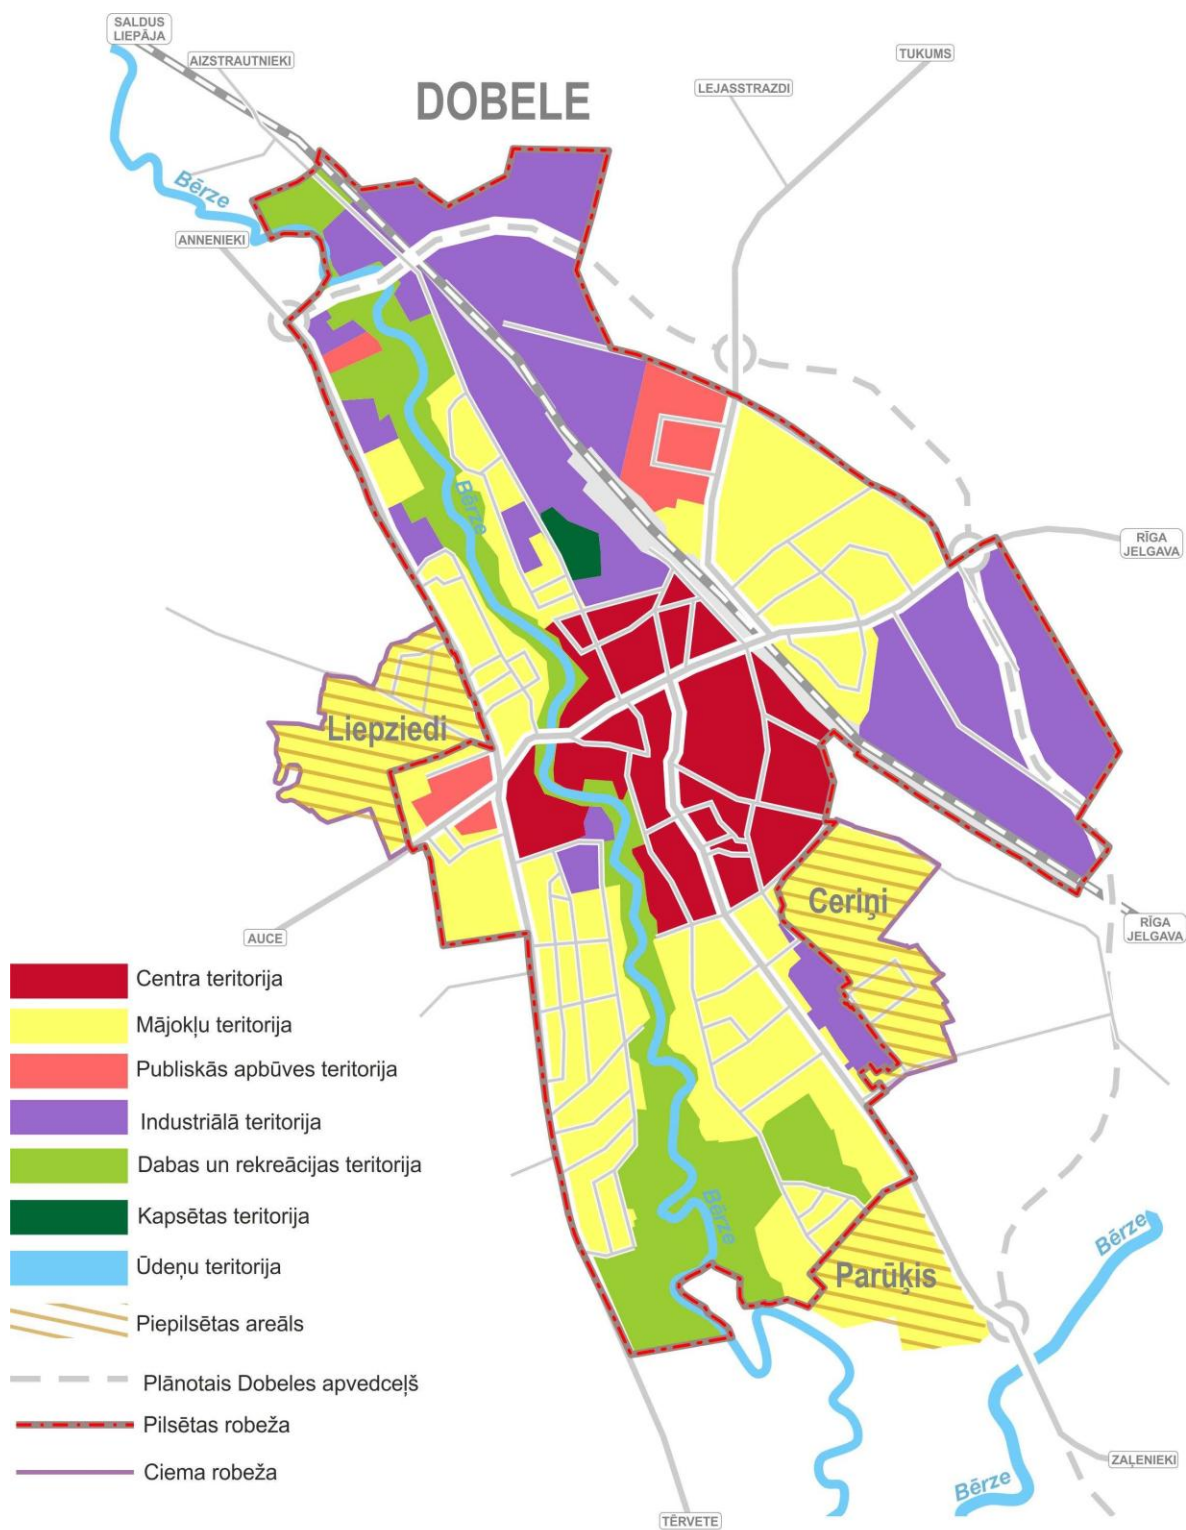 SALDUS
LIEPĀJA
AIZSTRAUTNIEKI
TUKUMS
DOBELE
LEJASSTRAZDI
Bērze
ANNENIEKI
Bērze
RĪGA
JELGAVA
Liepziedi
Ceriņi
AUCE
RĪGA
JELGAVA
Centra teritorija
Mājokļu teritorija
Publiskās apbūves teritorija
Industriālā teritorija
Dabas un rekreācijas teritorija
Kapsētas teritorija
Bērze
Bērze
Ūdeņu teritorija
Parūķis
Piepilsētas areāls
Plānotais Dobeles apvedceļš
Pilsētas robeža
Ciema robeža
ZAĻENIEKI
Bērze
TĒRVETE